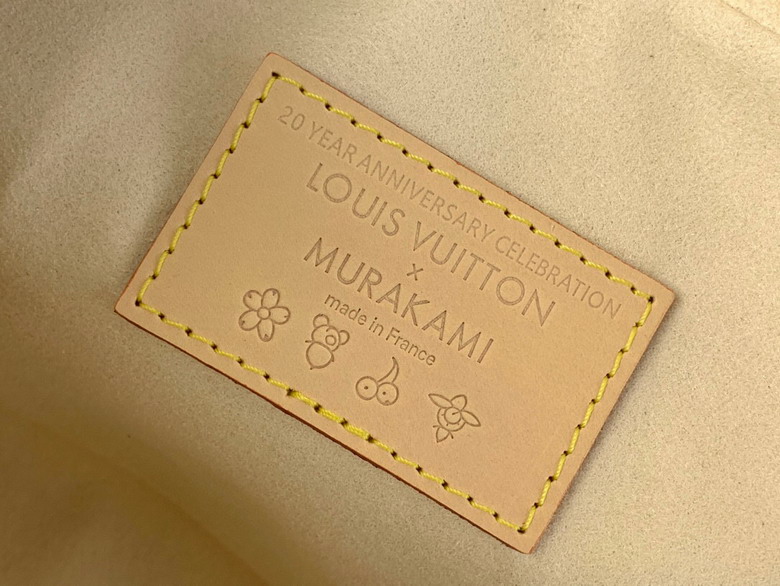 20 YEAR ANNIVERSARY CELEBRATION
LOUIS VUITTON
×
MURAKAMI
made in France